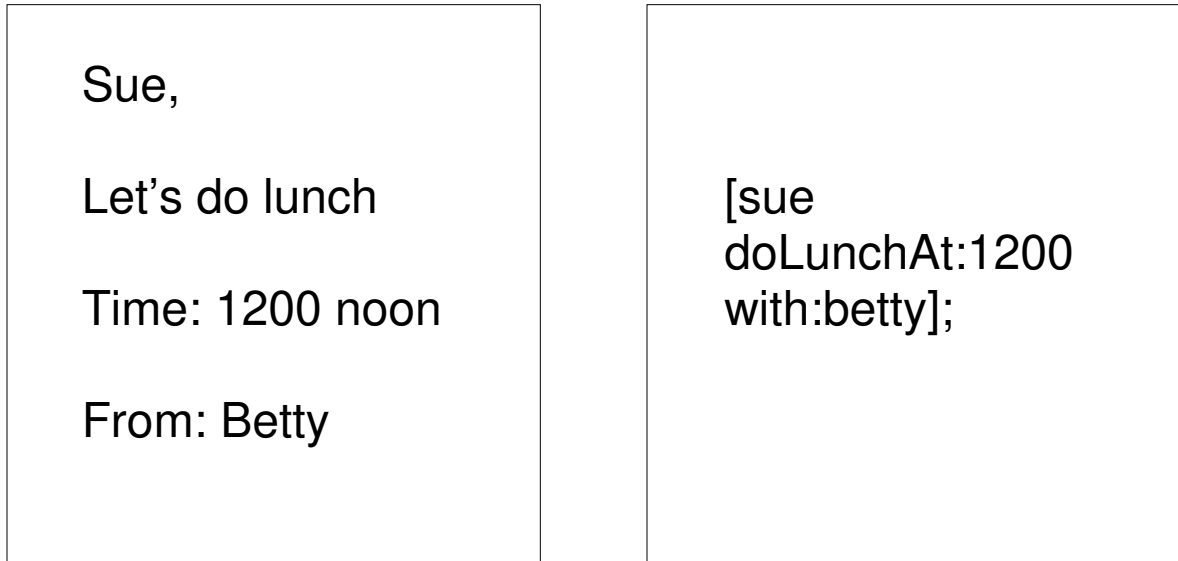 Sue,
Let's do lunch
Time: 1200 noon
From: Betty
[sue
doLunchAt:1200
with:betty];